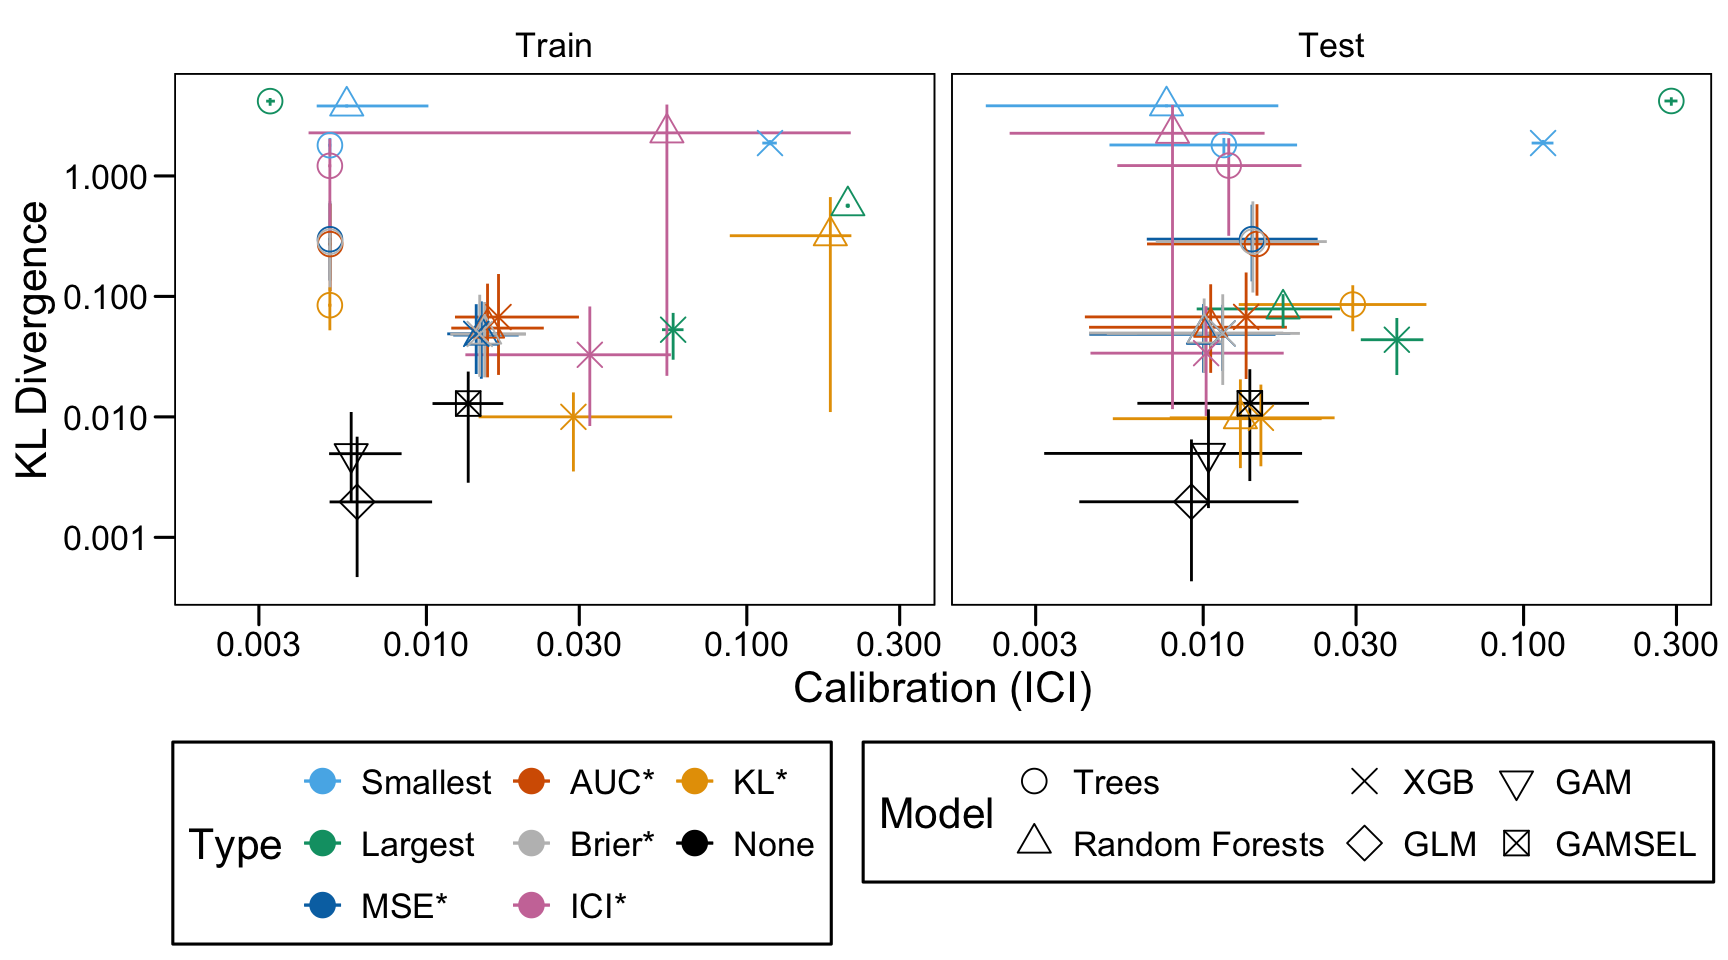 Train Test
KL Divergence
1.000
0.100
0.010
0.001
0.003 0.010 0.030 0.100 0.300 0.003 0.010 0.030 0.100 0.300
Calibration (ICI)
Type
Smallest AUC* KL*
Largest Brier* None
MSE* ICI*
Model
Trees XGB GAM
Random Forests GLM GAMSEL